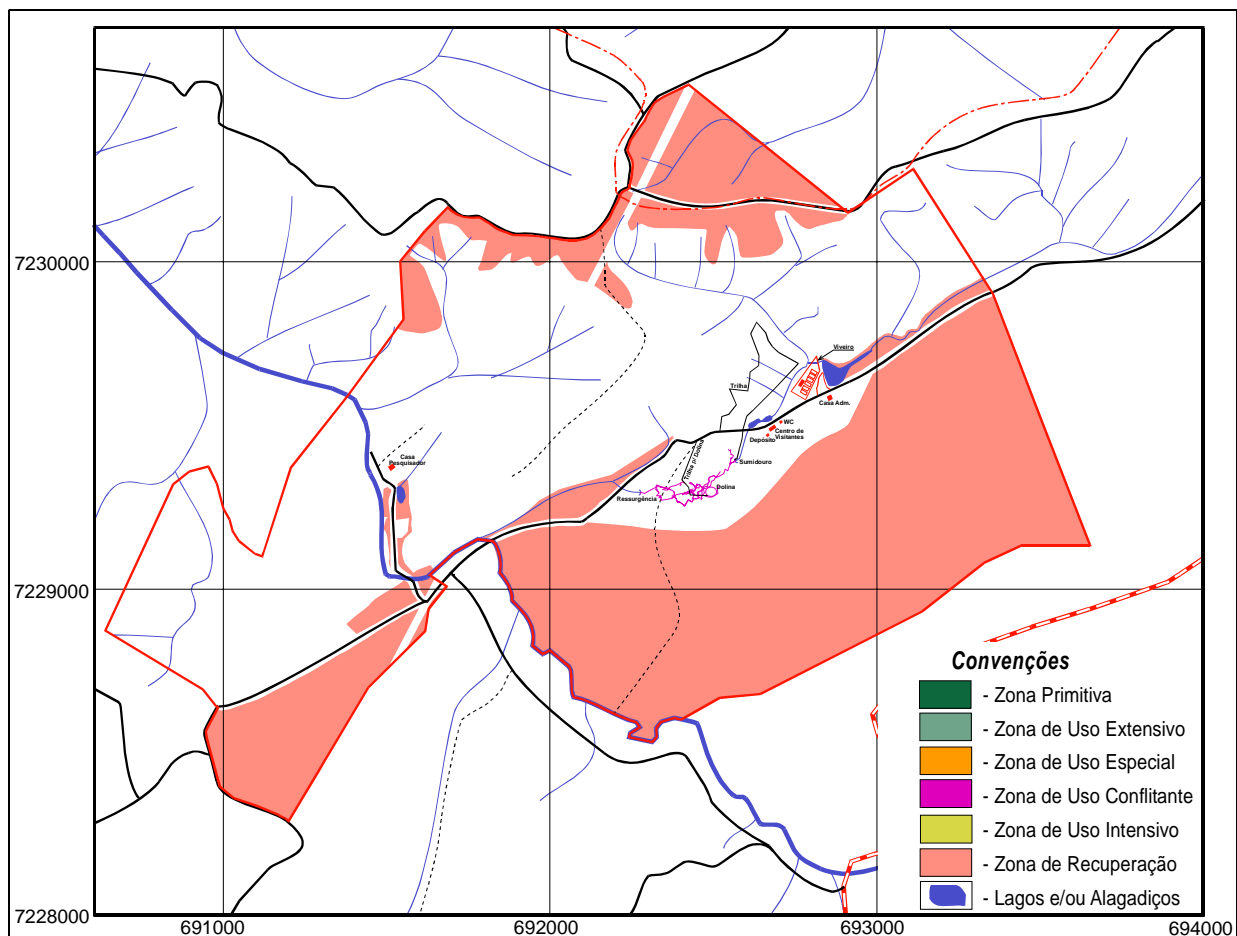 7230000
Viveiro
Trilha
Casa Adm.
WC
Centro de
Visitantes
Depósito
Trilha p/ Dolina
Casa
Pesquisador
Sumidouro
Dolina
Ressurgência
7229000
Convenções
- Zona Primitiva
- Zona de Uso Extensivo
- Zona de Uso Especial
- Zona de Uso Conflitante
- Zona de Uso Intensivo
- Zona de Recuperação
- Lagos e/ou Alagadiços
7228000
691000
692000
693000
694000